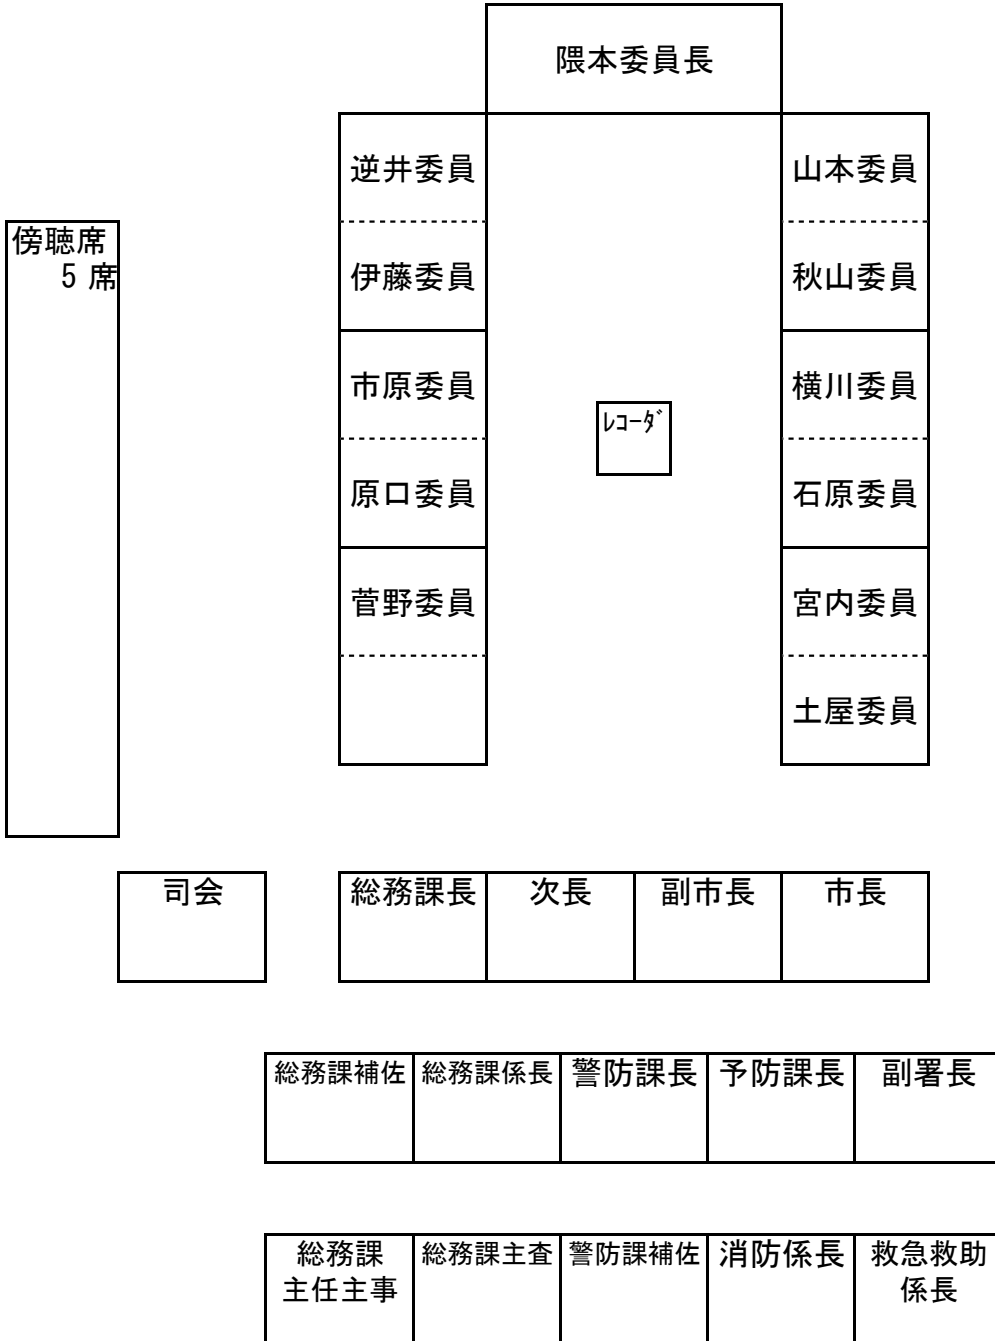 隈本委員長
逆井委員
山本委員
傍聴席
5 席
伊藤委員
秋山委員
市原委員
横川委員
ﾚｺｰﾀﾞ
原口委員
石原委員
菅野委員
宮内委員
土屋委員
司会
総務課長
次長
副市長
市長
総務課補佐
総務課係長
警防課長
予防課長
副署長
総務課
主任主事
総務課主査
警防課補佐
消防係長
救急救助
係長